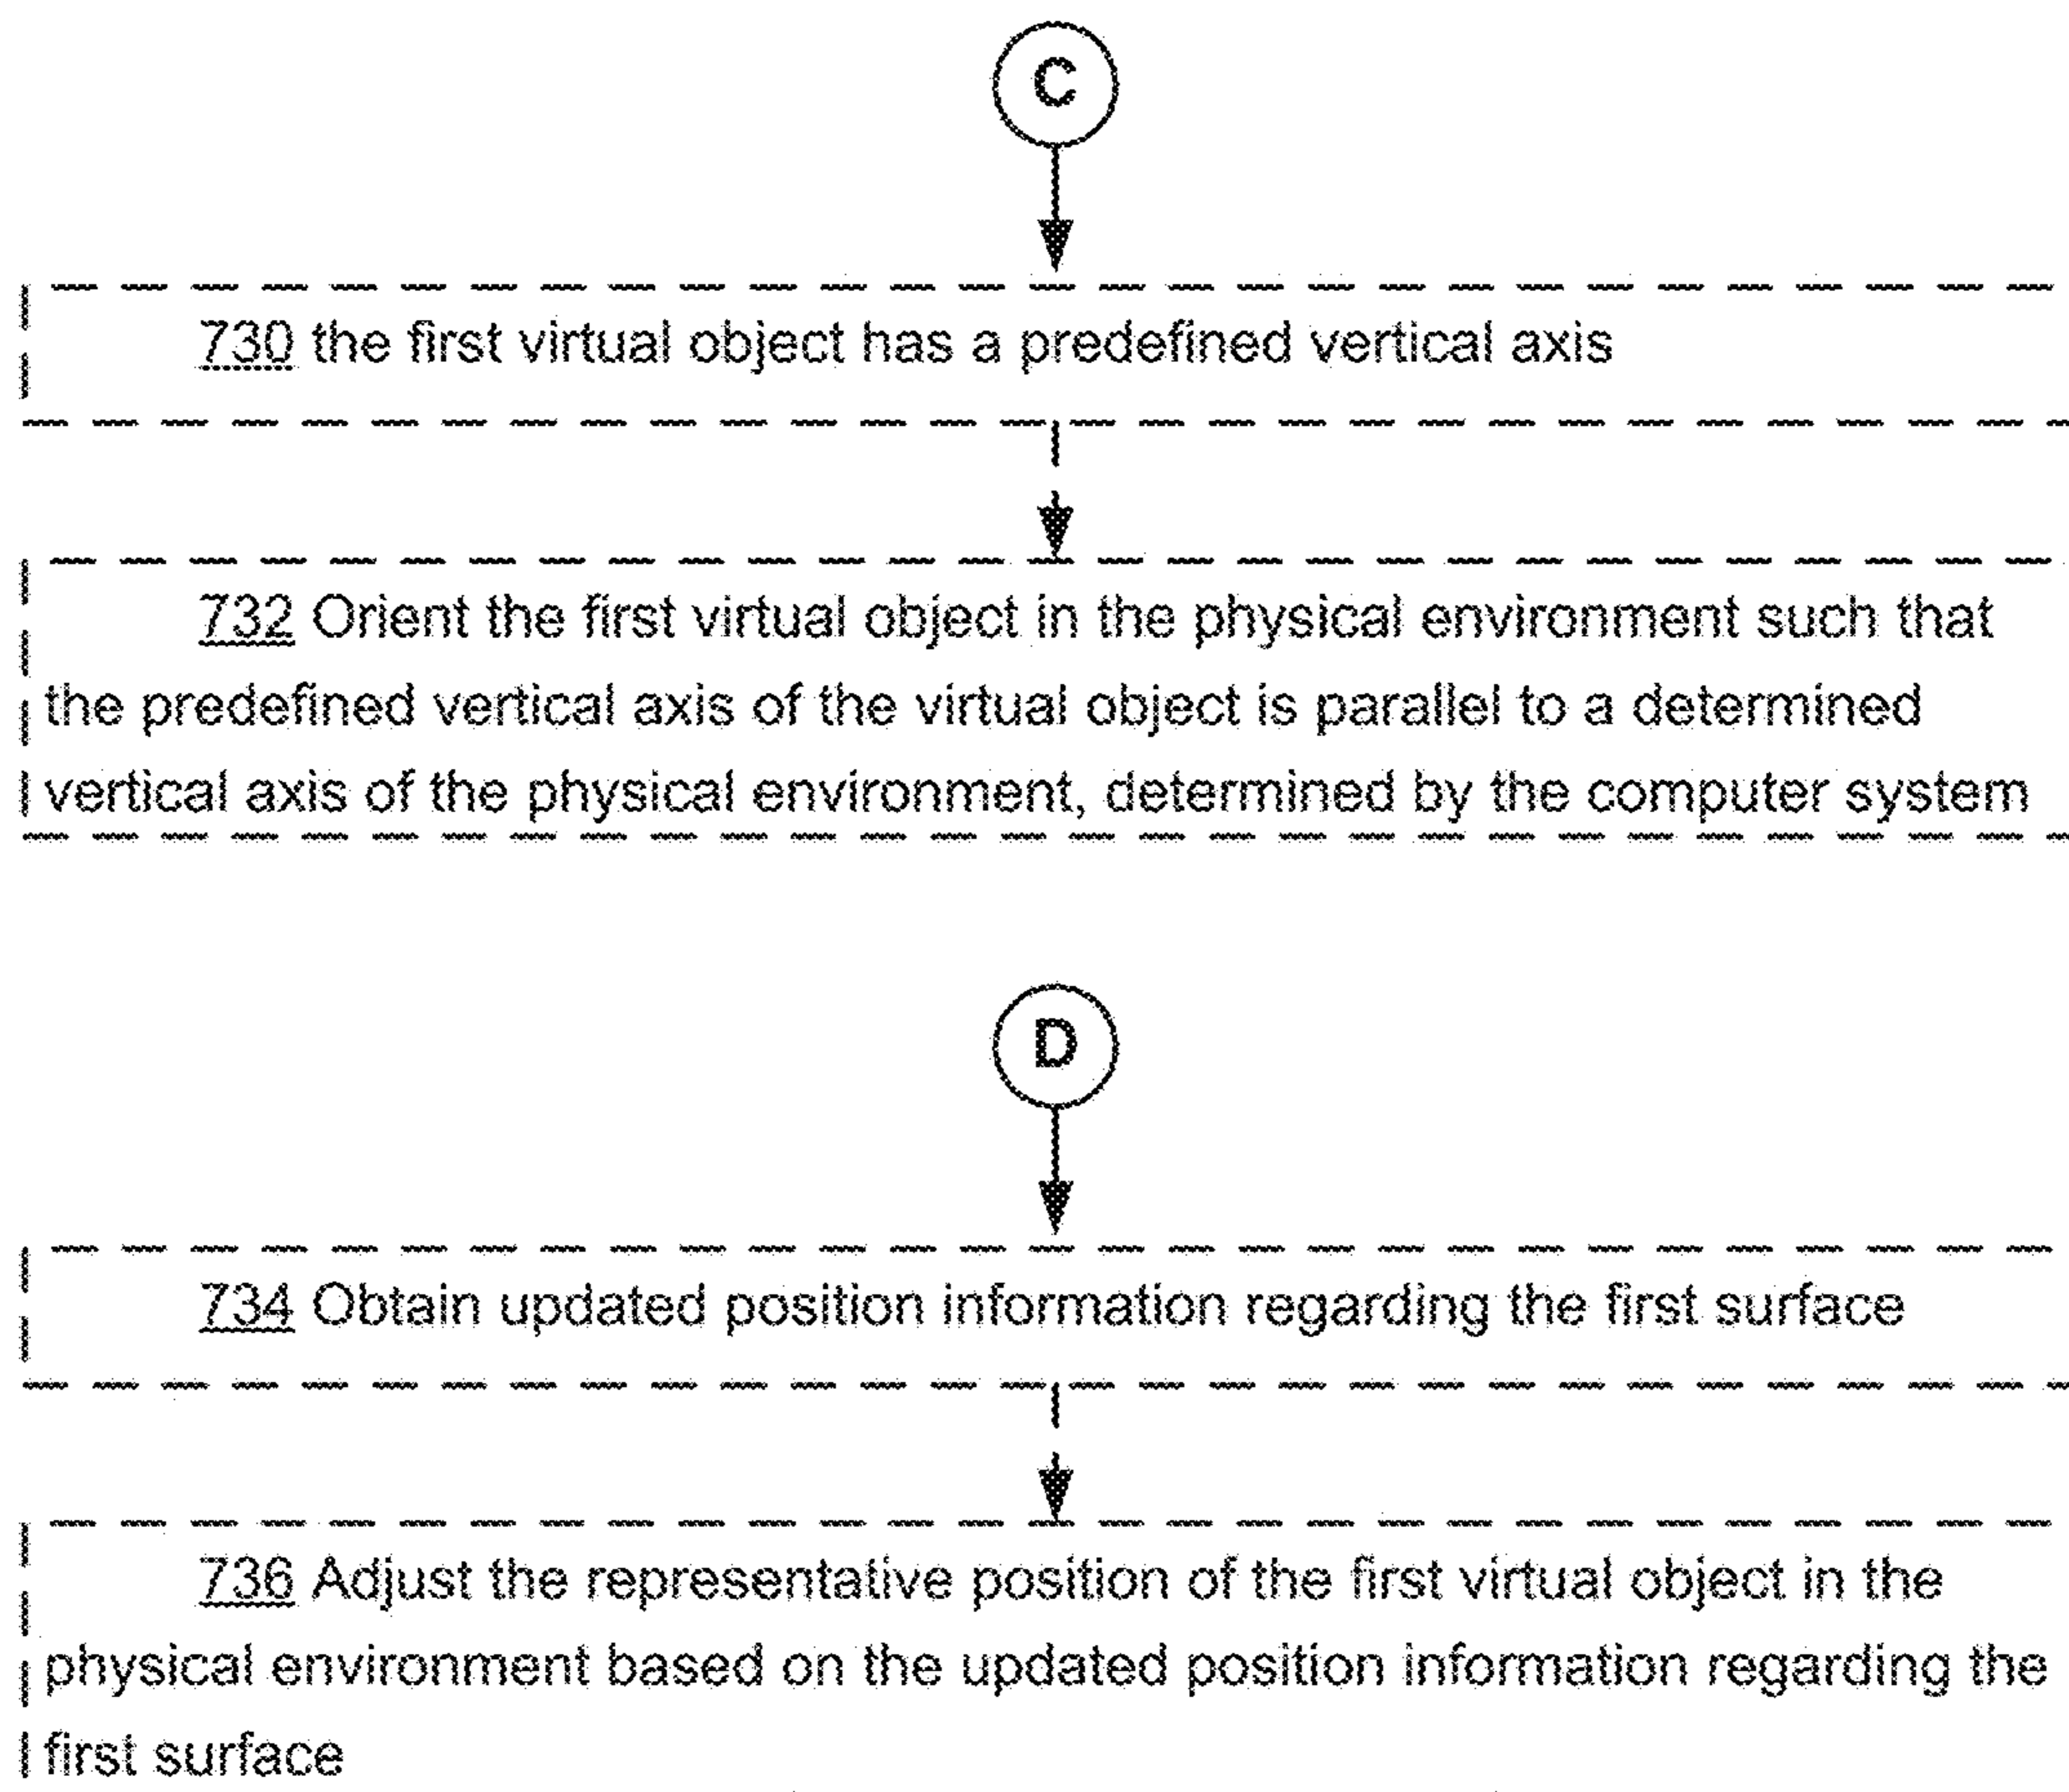 C
730 the first virtual object has a predefined vertical axis
732 Orient the first virtual object in the physical environment such that
the predefined vertical axis of the virtual object is parallel to a determined
vertical axis of the physical environment, determined by the computer system
D
734 Obtain updated position information regarding the first surface
736 Adjust the representative position of the first virtual object in the
physical environment based on the updated position information regarding the
first surface